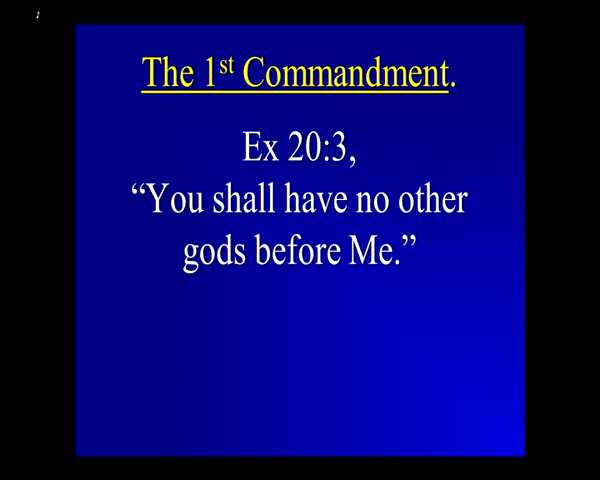 The 1st Commandment.
Ex 20:3,
“You shall have no other
gods before Me.”